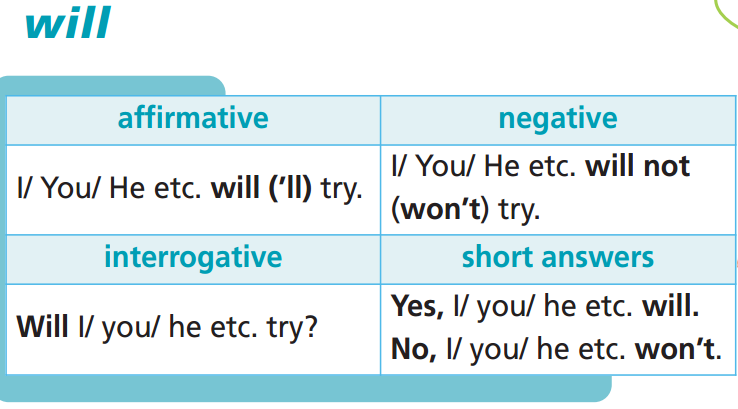 will
affirmative
negative
I/ You/ He etc. will (’ll) try.
I/ You/ He etc. will not
(won’t) try.
interrogative
short answers
Will I/ you/ he etc. try?
Yes, I/ you/ he etc. will.
No, I/ you/ he etc. won’t.